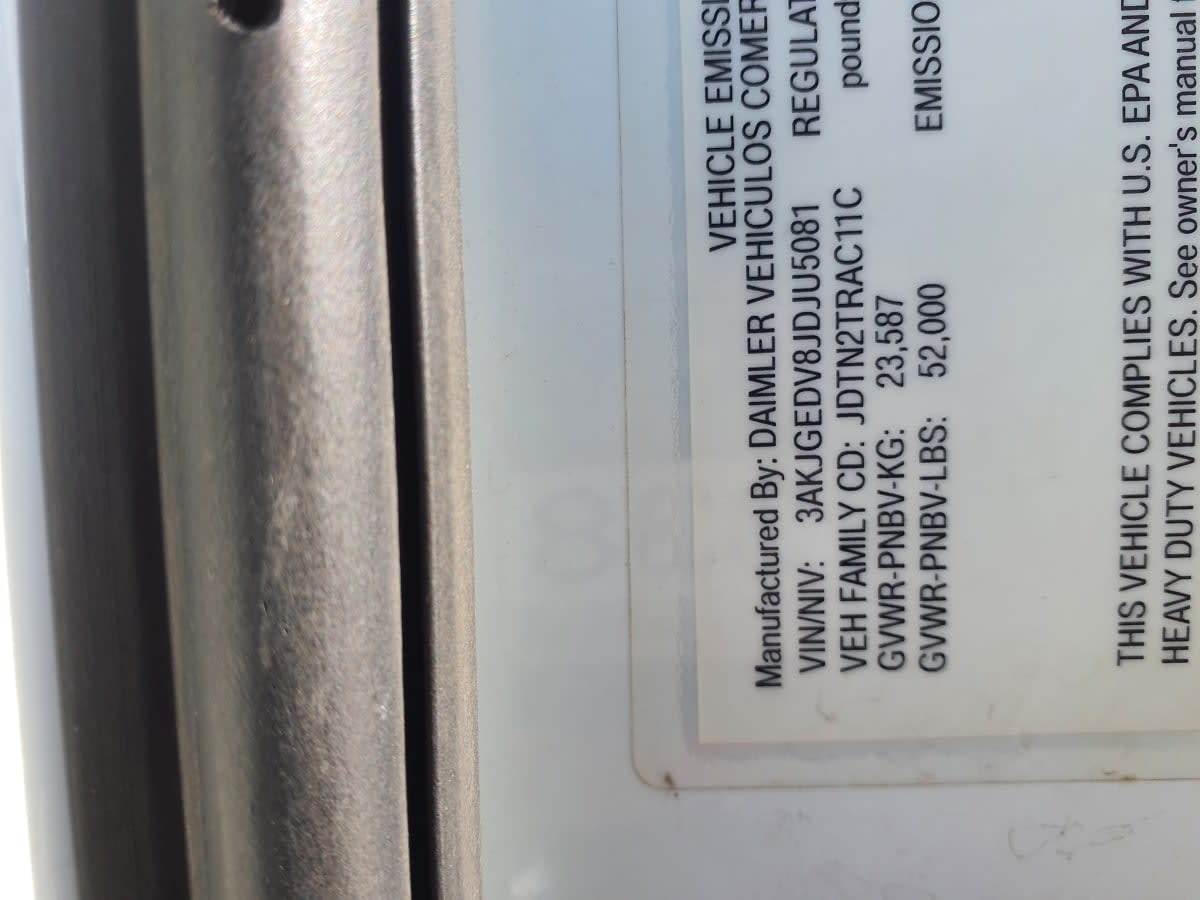 VEHICLE EMISSI
Manufactured By: DAIMLER VEHICULOS COMER
VIN/NIV: 3AKJGEDV8JDJU5081 REGULAT
VEH FAMILY CD: JDTN2TRAC11C pound
GVWR-PNBV-KG: 23,587
GVWR-PNBV-LBS: 52,000 EMISSIO
THIS VEHICLE COMPLIES WITH U.S. EPA AND
HEAVY DUTY VEHICLES. See owner's manual